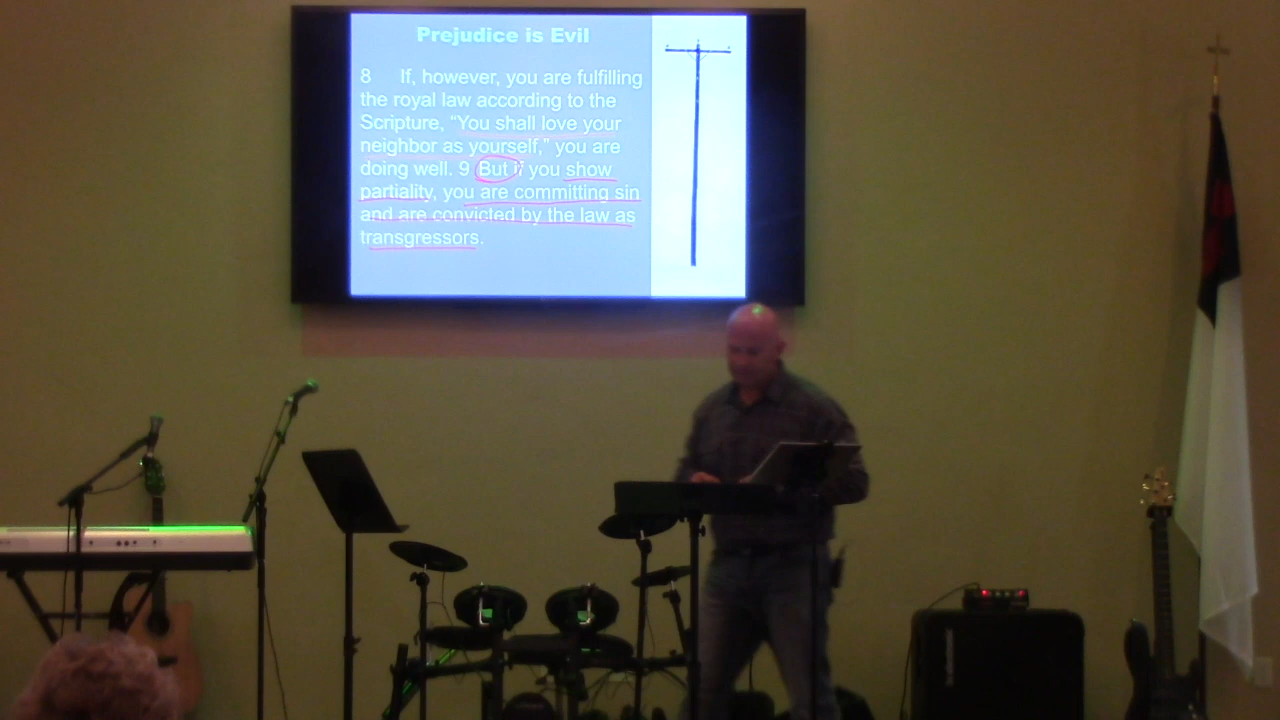 Prejudice is Evil
8 If, however, you are fulfilling
the royal law according to the
Scripture, “You shall love your
neighbor as yourself,” you are
doing well. 9 But if you show
partiality, you are committing sin
and are convicted by the law as
transgressors.